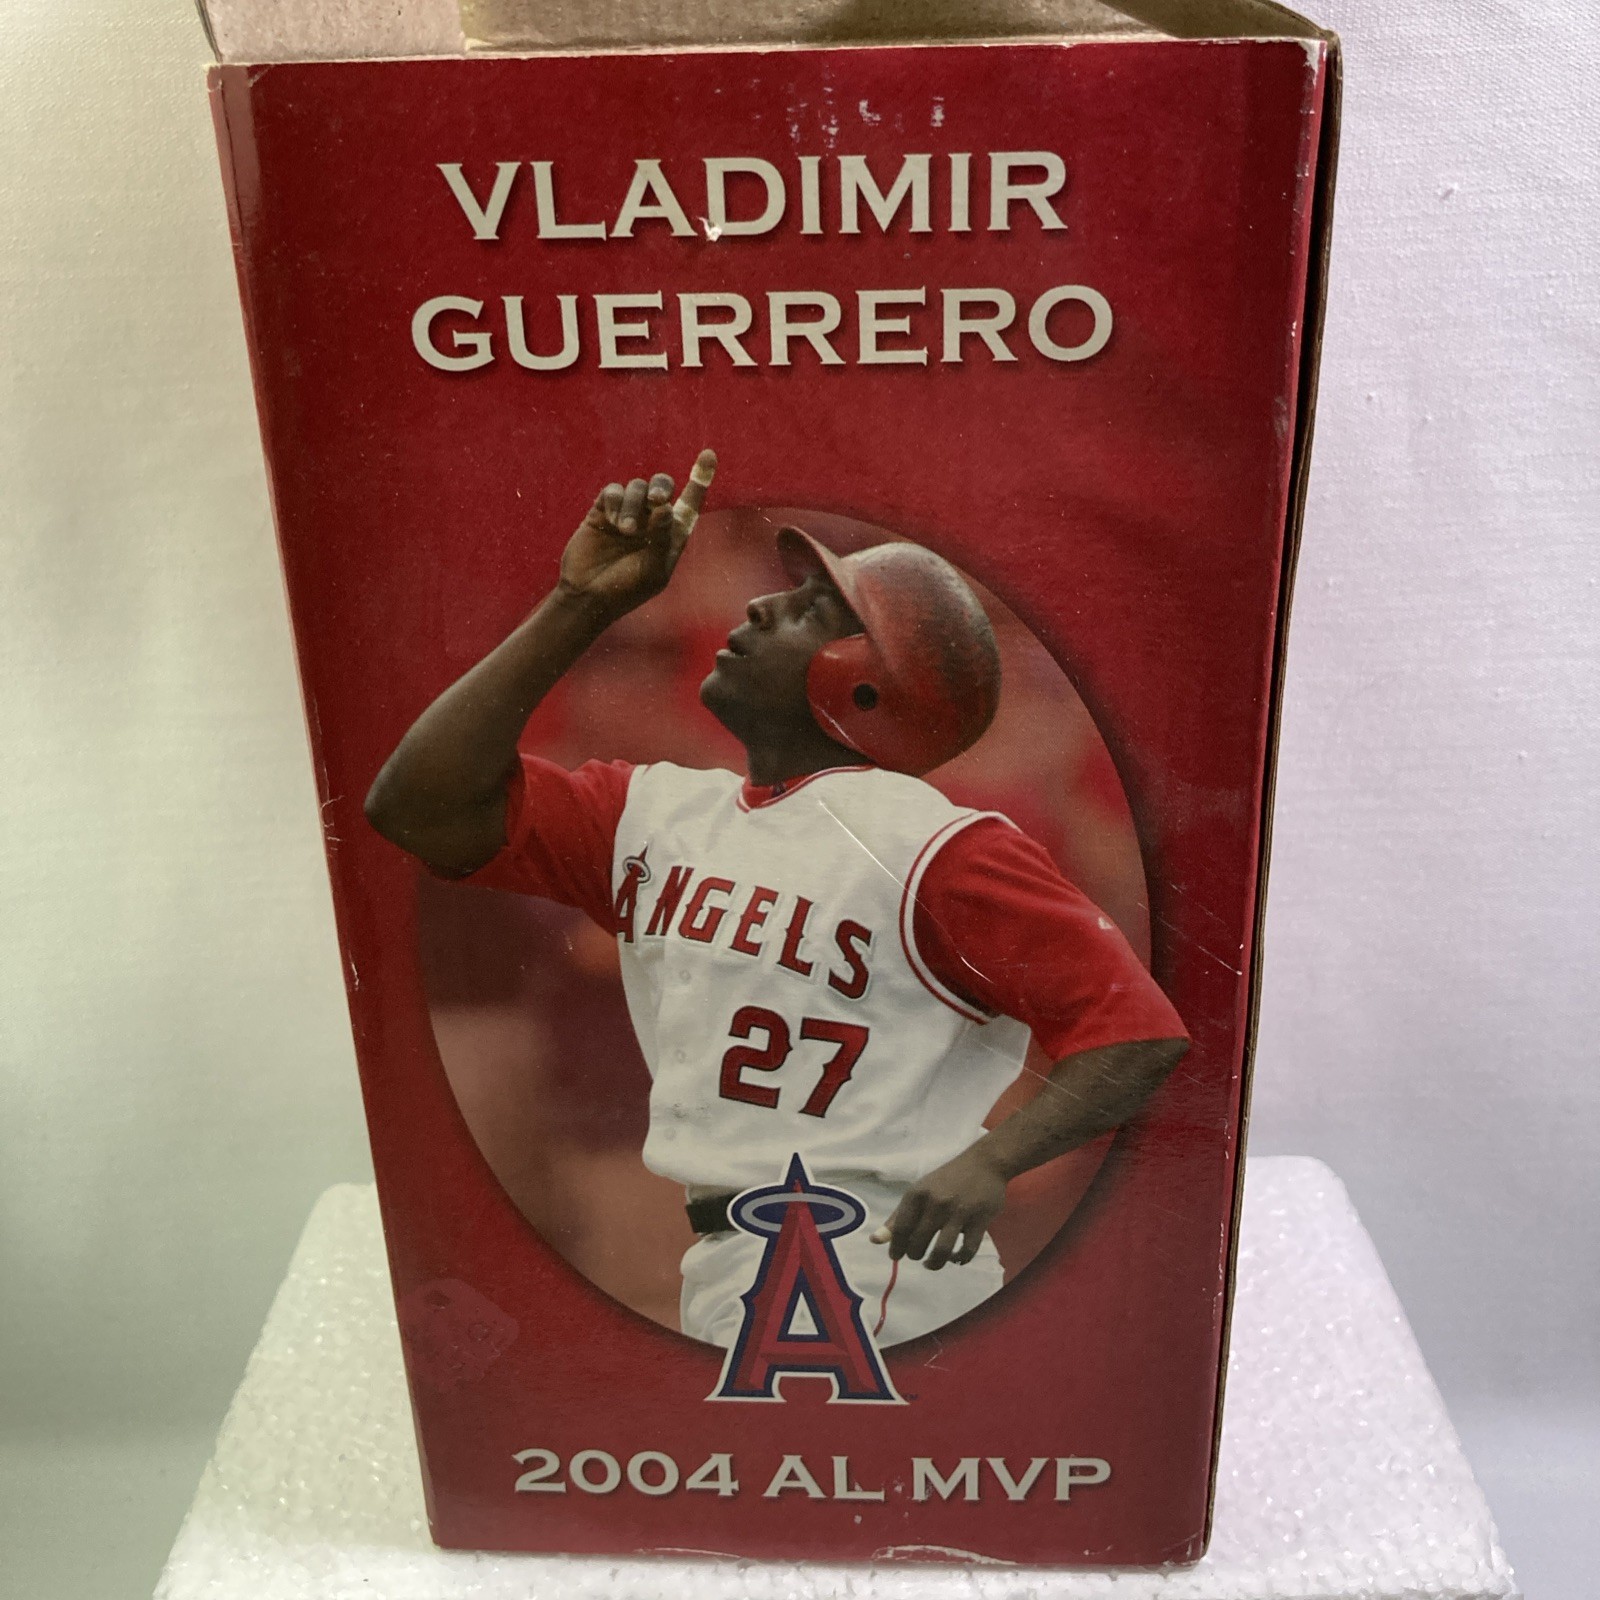 VLADIMIR
GUERRERO
ANGELS
27
A
2004 AL MVP